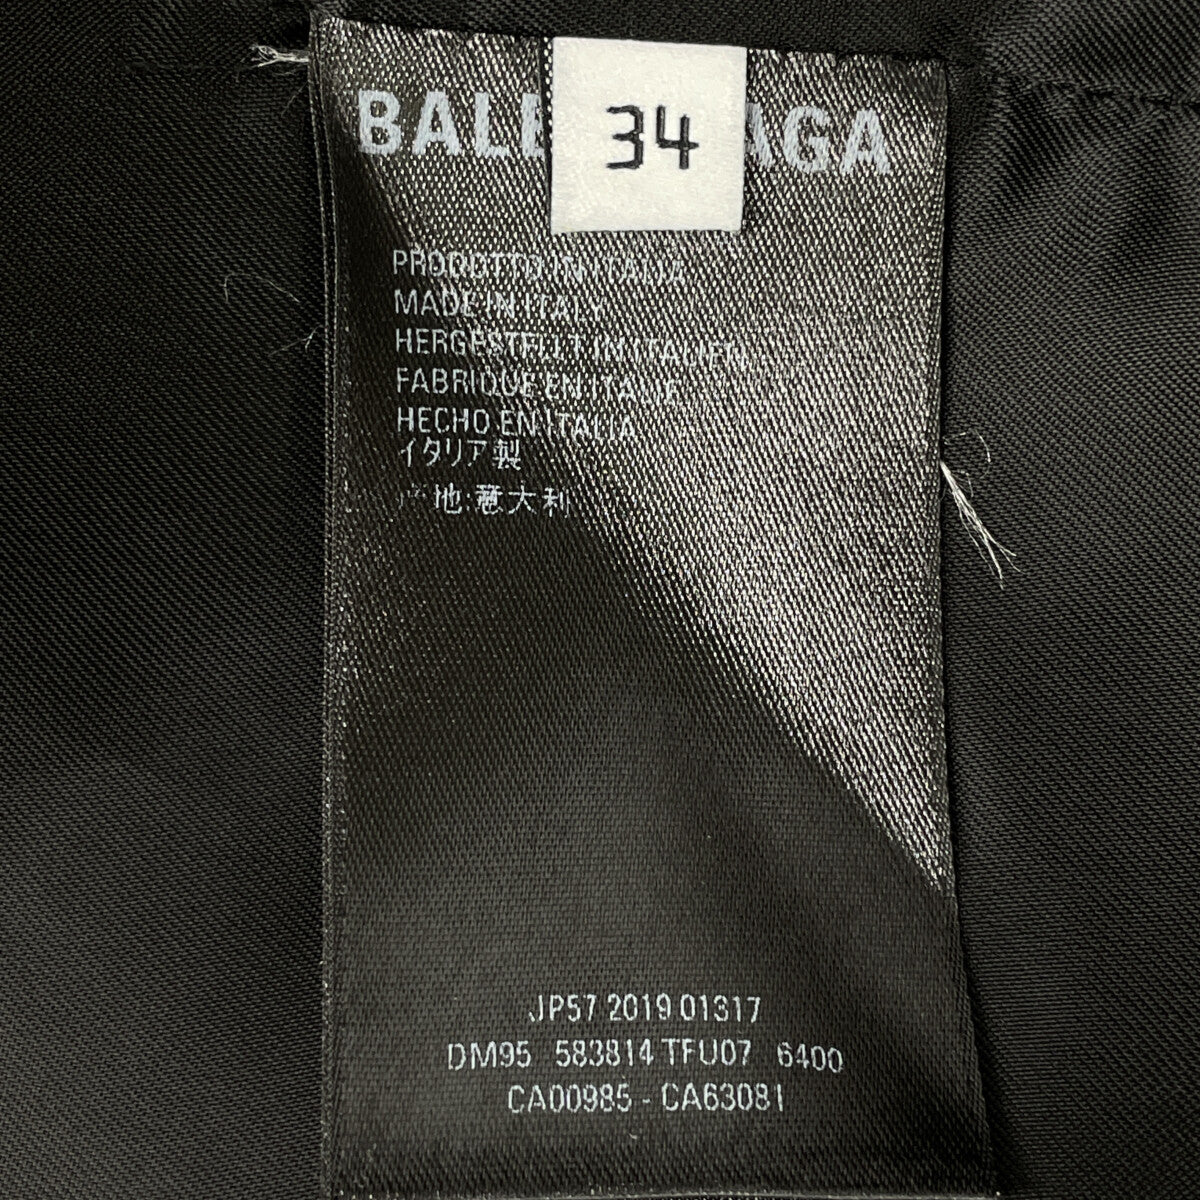 BALE AGA
34
PRODOTTO IN ITALIA
MADE IN ITALY
HERGESTELLT IN ITALIEN
FABRIQUE EN ITALIE
HECHO EN ITALIA
イタリア製
产地:意大利
JP57 2019 01317
DM95 583814 TFU07 6400
CA00985 - CA63081